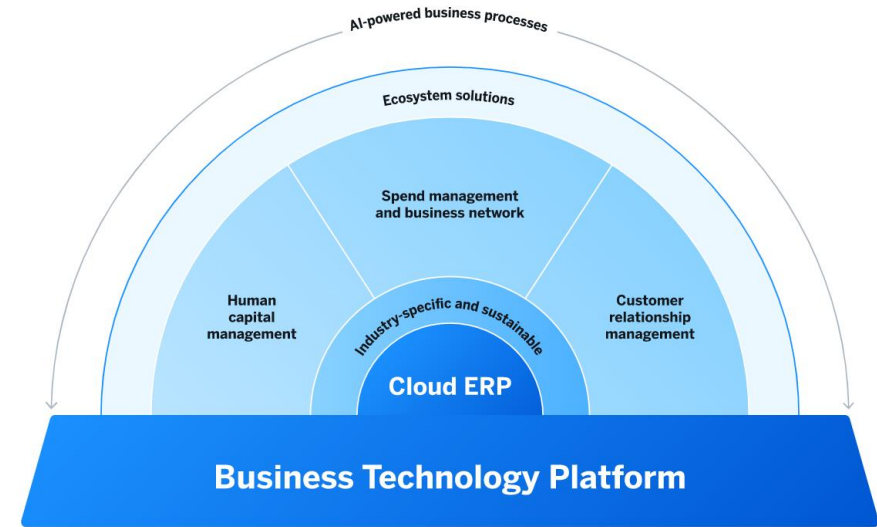 AI-powered business processes
Ecosystem solutions
Spend management
and business network
Human
capital
management
Customer
relationship
management
Industry-specific and sustainable
Cloud ERP
Business Technology Platform